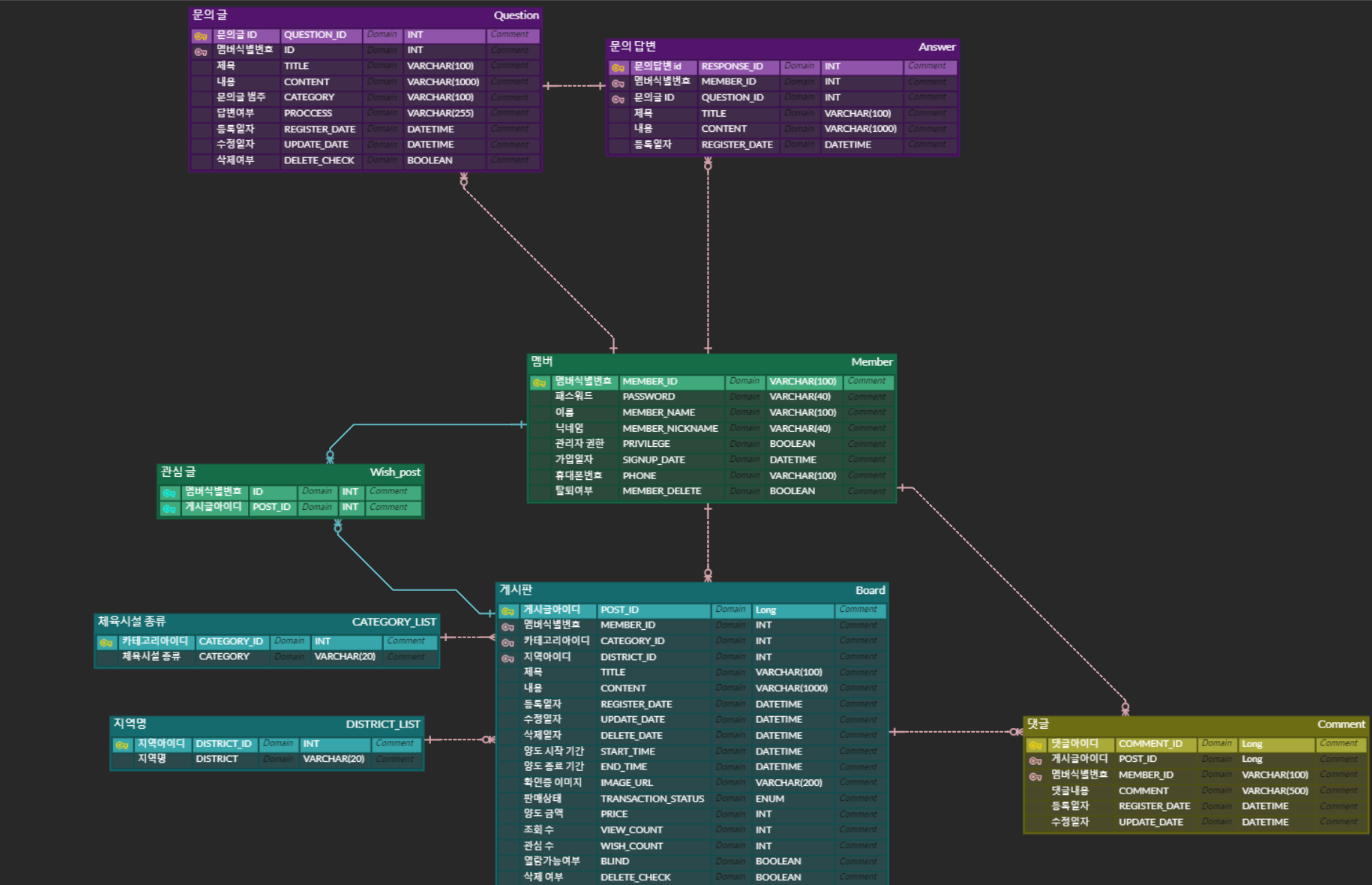 문의 글 Question
문의글 ID QUESTION_ID Domain INT Comment
멤버식별번호 ID Domain INT Comment
제목 TITLE Domain VARCHAR(100) Comment
내용 CONTENT Domain VARCHAR(1000) Comment
문의글 범주 CATEGORY Domain VARCHAR(100) Comment
답변여부 PROCCESS Domain VARCHAR(255) Comment
등록일자 REGISTER_DATE Domain DATETIME Comment
수정일자 UPDATE_DATE Domain DATETIME Comment
삭제여부 DELETE_CHECK Domain BOOLEAN Comment
문의 답변 Answer
문의답변 id RESPONSE_ID Domain INT Comment
멤버식별번호 MEMBER_ID Domain INT Comment
문의글 ID QUESTION_ID Domain INT Comment
제목 TITLE Domain VARCHAR(100) Comment
내용 CONTENT Domain VARCHAR(1000) Comment
등록일자 REGISTER_DATE Domain DATETIME Comment
멤버 Member
멤버식별번호 MEMBER_ID Domain VARCHAR(100) Comment
패스워드 PASSWORD Domain VARCHAR(40) Comment
이름 MEMBER_NAME Domain VARCHAR(100) Comment
닉네임 MEMBER_NICKNAME Domain VARCHAR(40) Comment
관리자 권한 PRIVILEGE Domain BOOLEAN Comment
가입일자 SIGNUP_DATE Domain DATETIME Comment
휴대폰번호 PHONE Domain VARCHAR(100) Comment
탈퇴여부 MEMBER_DELETE Domain BOOLEAN Comment
관심 글 Wish_post
멤버식별번호 ID Domain INT Comment
게시글아이디 POST_ID Domain INT Comment
게시판 Board
게시글아이디 POST_ID Domain Long Comment
멤버식별번호 MEMBER_ID Domain INT Comment
카테고리아이디 CATEGORY_ID Domain INT Comment
지역아이디 DISTRICT_ID Domain INT Comment
제목 TITLE Domain VARCHAR(100) Comment
내용 CONTENT Domain VARCHAR(1000) Comment
등록일자 REGISTER_DATE Domain DATETIME Comment
수정일자 UPDATE_DATE Domain DATETIME Comment
삭제일자 DELETE_DATE Domain DATETIME Comment
양도 시작 기간 START_TIME Domain DATETIME Comment
양도 종료 기간 END_TIME Domain DATETIME Comment
확인증 이미지 IMAGE_URL Domain VARCHAR(200) Comment
판매상태 TRANSACTION_STATUS Domain ENUM Comment
양도 금액 PRICE Domain INT Comment
조회 수 VIEW_COUNT Domain INT Comment
관심 수 WISH_COUNT Domain INT Comment
열람가능여부 BLIND Domain BOOLEAN Comment
삭제 여부 DELETE_CHECK Domain BOOLEAN Comment
체육시설 종류 CATEGORY_LIST
카테고리아이디 CATEGORY_ID Domain INT Comment
체육시설 종류 CATEGORY Domain VARCHAR(20) Comment
지역명 DISTRICT_LIST
지역아이디 DISTRICT_ID Domain INT Comment
지역명 DISTRICT Domain VARCHAR(20) Comment
댓글 Comment
댓글아이디 COMMENT_ID Domain Long Comment
게시글아이디 POST_ID Domain Long Comment
멤버식별번호 MEMBER_ID Domain VARCHAR(100) Comment
댓글내용 COMMENT Domain VARCHAR(500) Comment
등록일자 REGISTER_DATE Domain DATETIME Comment
수정일자 UPDATE_DATE Domain DATETIME Comment